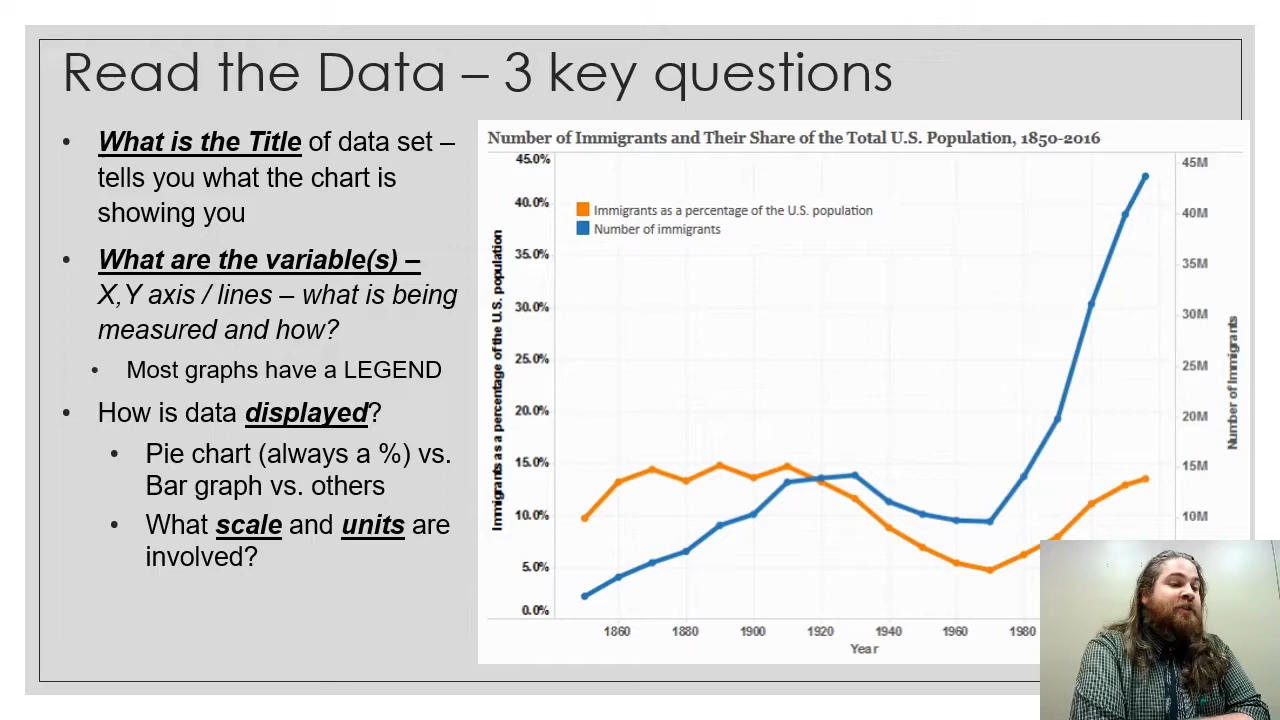 Read the Data – 3 key questions
• What is the Title of data set –
tells you what the chart is
showing you
• What are the variable(s) –
X,Y axis / lines – what is being
measured and how?
• Most graphs have a LEGEND
• How is data displayed?
• Pie chart (always a %) vs.
Bar graph vs. others
• What scale and units are
involved?
Number of Immigrants and Their Share of the Total U.S. Population, 1850-2016
Immigrants as a percentage of the U.S. population
45.0%
40.0%
35.0%
30.0%
25.0%
20.0%
15.0%
10.0%
5.0%
0.0%
Immigrants as a percentage of the U.S. population
Number of immigrants
45M
40M
35M
30M
25M
20M
15M
10M
Number of Immigrants
1860 1880 1900 1920 1940 1960 1980
Year